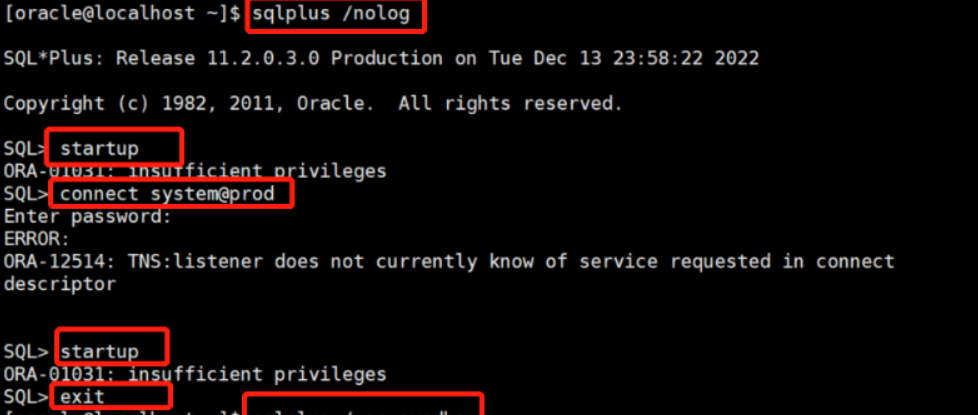 [oracle@localhost ~]$ sqlplus /nolog
SQL*Plus: Release 11.2.0.3.0 Production on Tue Dec 13 23:58:22 2022
Copyright (c) 1982, 2011, Oracle.  All rights reserved.
SQL> startup
ORA-01031: insufficient privileges
SQL> connect system@prod
Enter password:
ERROR:
ORA-12514: TNS:listener does not currently know of service requested in connect
descriptor
SQL> startup
ORA-01031: insufficient privileges
SQL> exit